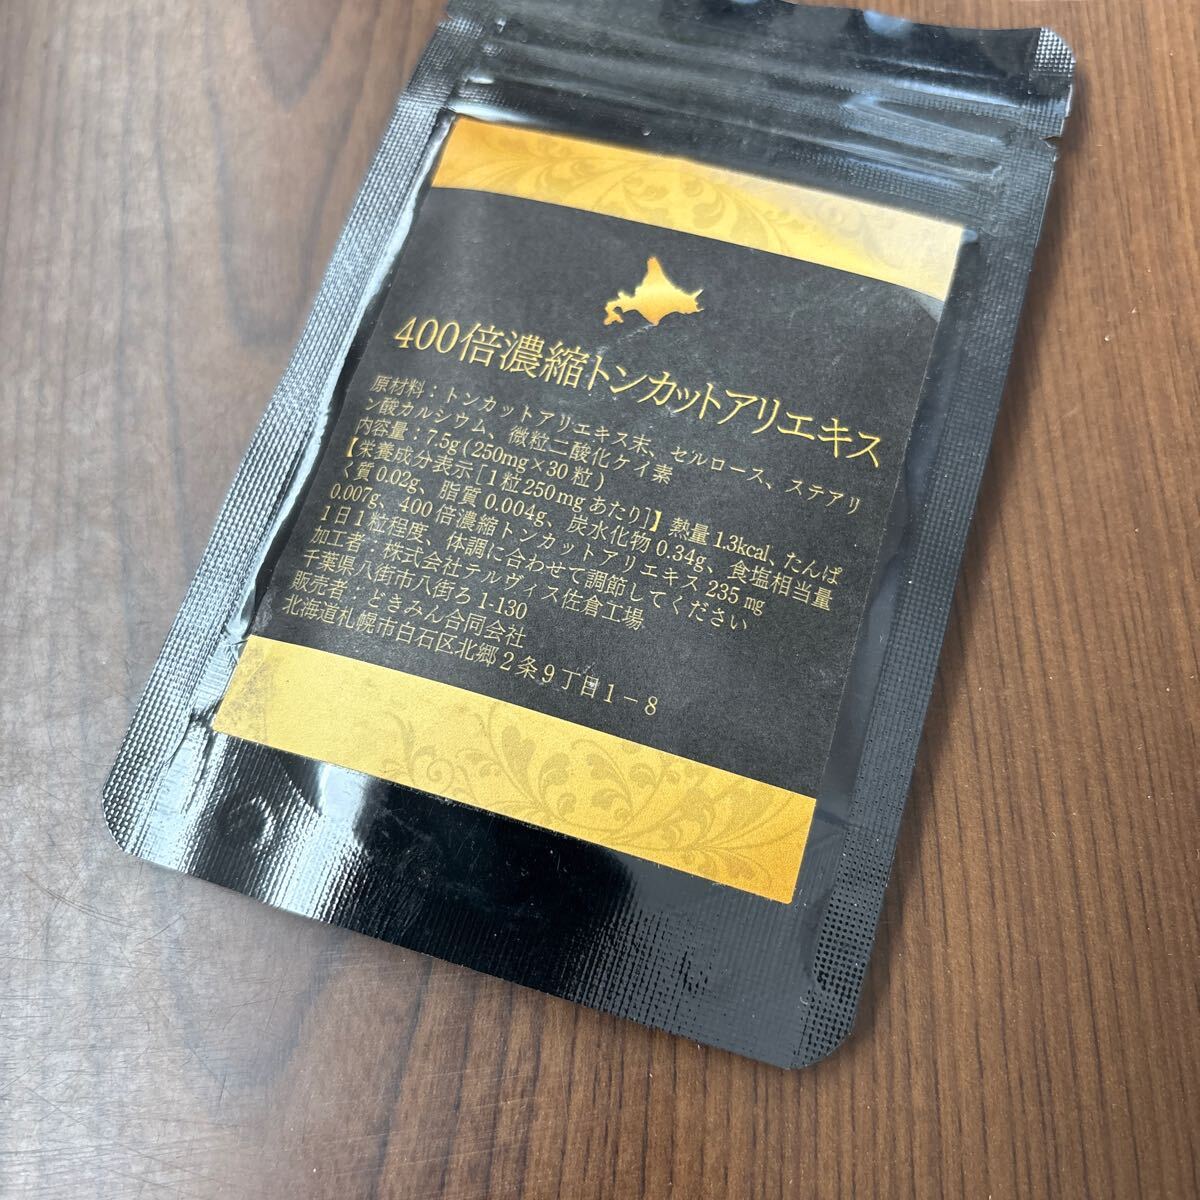 400倍濃縮トンカットアリエキス
原材料：トンカットアリエキス末、セルロース、ステアリ
ン酸カルシウム、微粒二酸化ケイ素
内容量：7.5g(250mg×30粒)
【栄養成分表示[1粒250mgあたり]】熱量1.3kcal、たんぱ
く質0.02g、脂質0.004g、炭水化物0.34g、食塩相当量
0.007g、400倍濃縮トンカットアリエキス235mg
1日1粒程度、体調に合わせて調節してください
加工者：株式会社テルヴィス佐倉工場
千葉県八街市八街ろ1-130
販売者：どきみん合同会社
北海道札幌市白石区北郷2条9丁目1－8